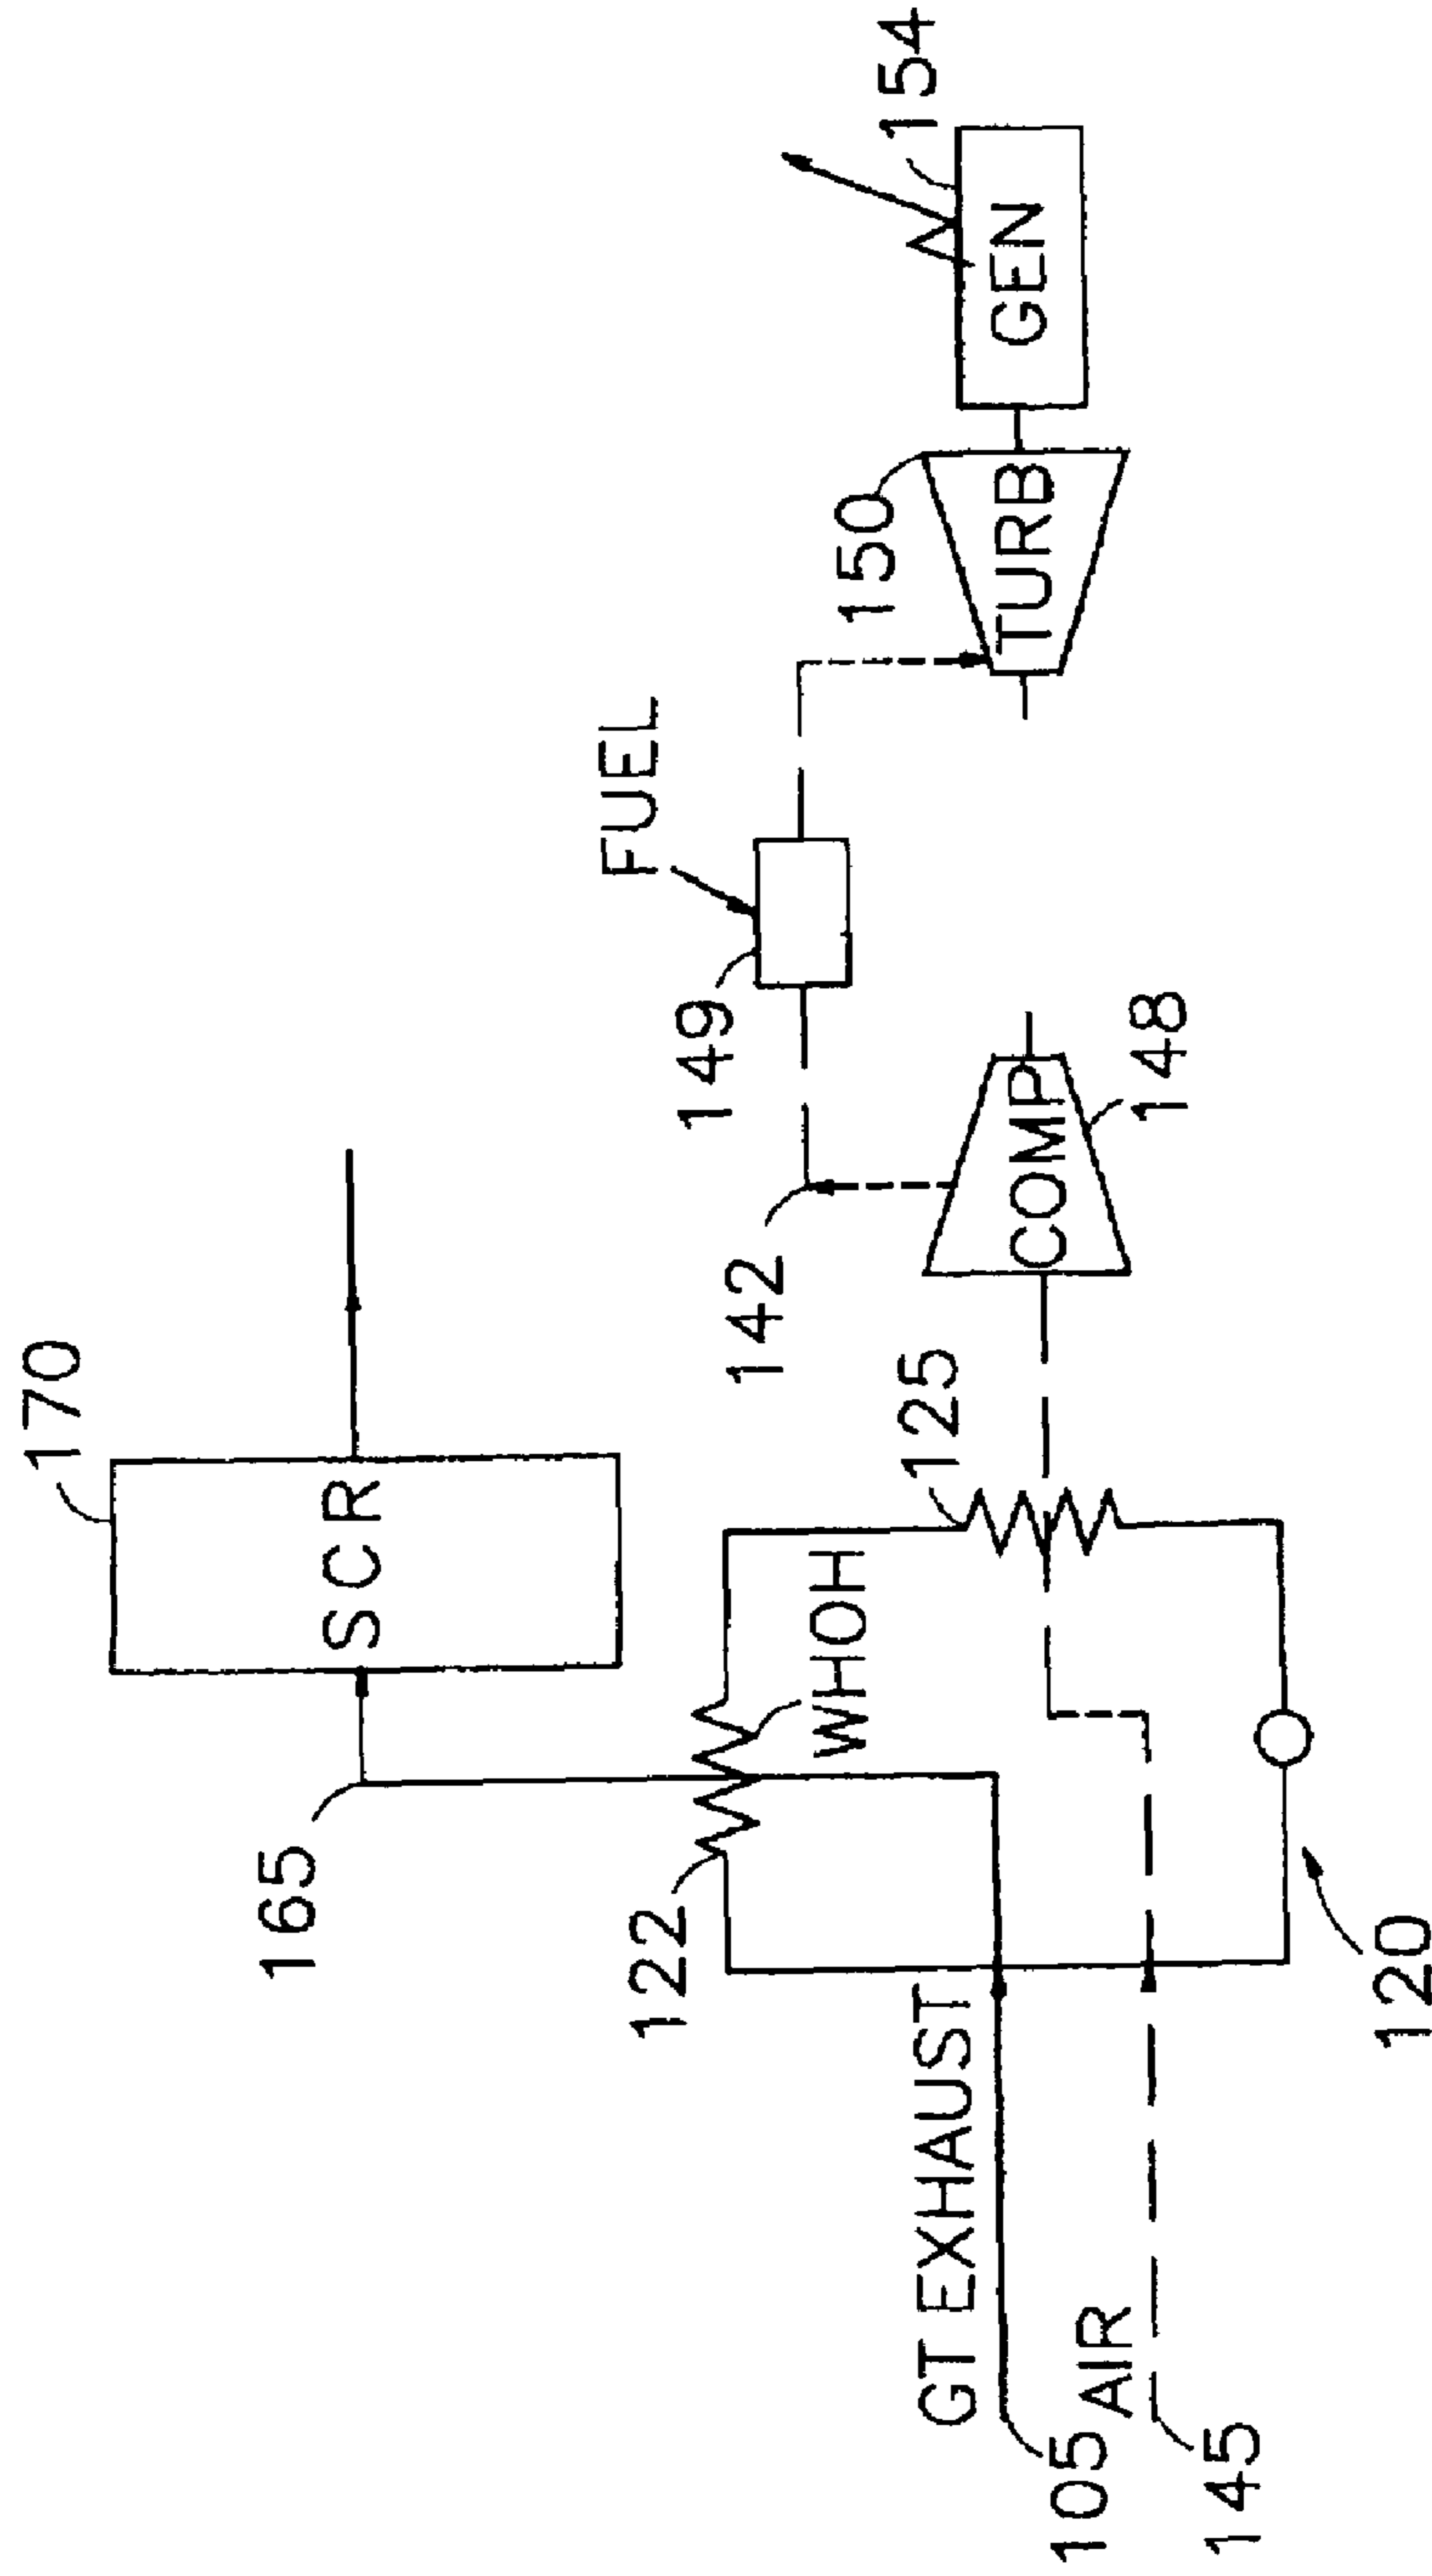 170
SCR
165
FUEL
149
122
WHOH
142
150
154
125
GT EXHAUST
COMP
TURB
GEN
105
AIR
148
145
120